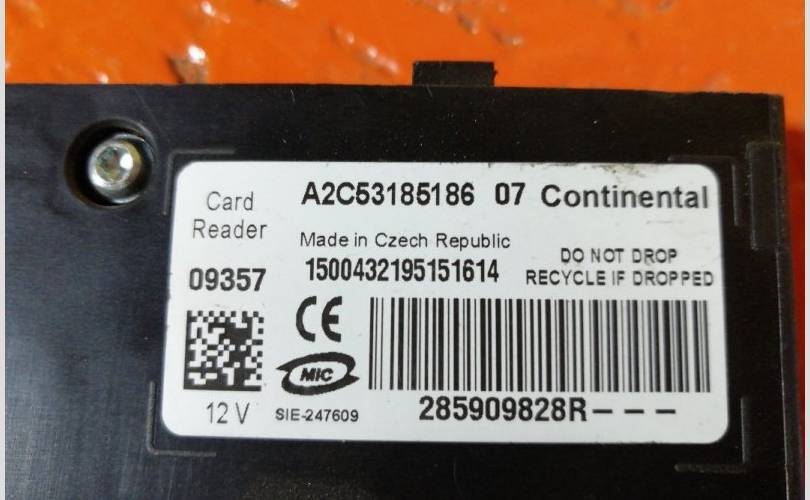 Card Reader
A2C53185186 07 Continental
Made in Czech Republic
09357
1500432195151614
DO NOT DROP
RECYCLE IF DROPPED
CE
MIC
12 V
SIE-247609
285909828R---